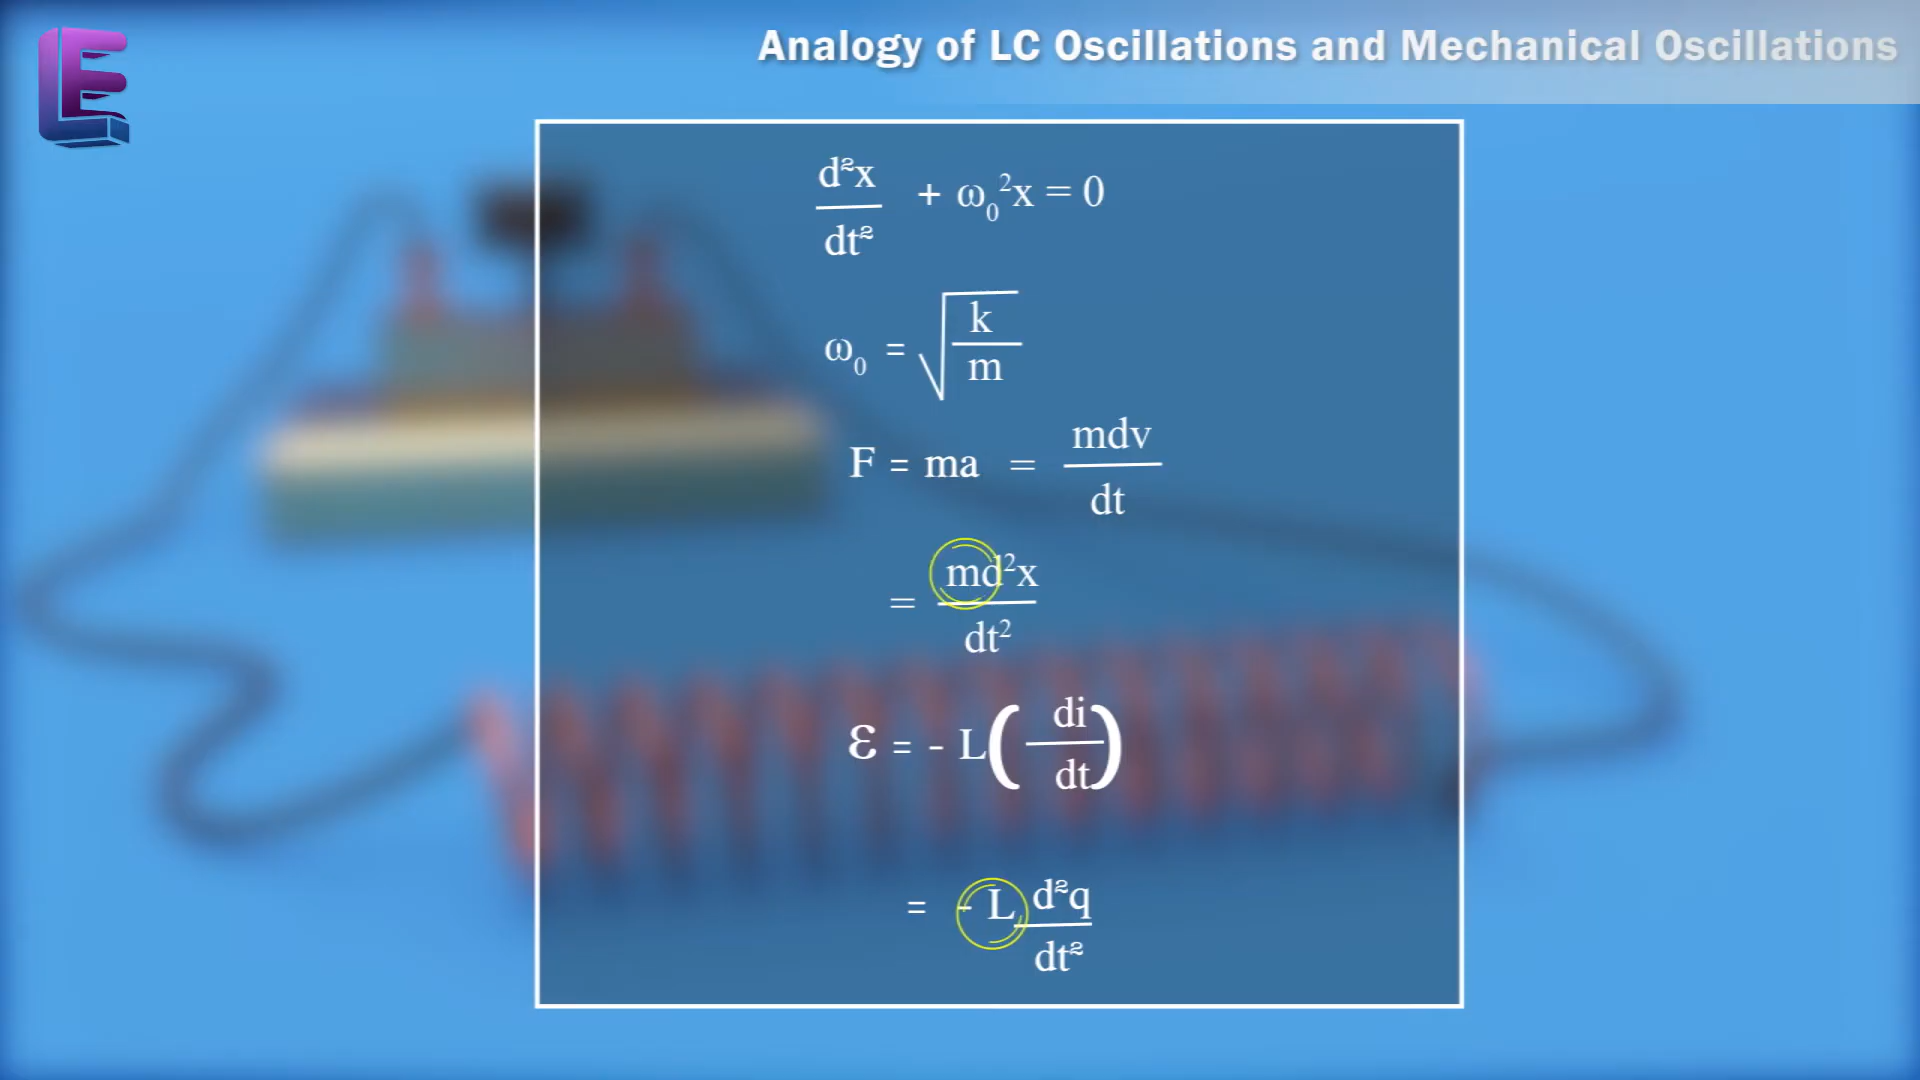 Analogy of LC Oscillations and Mechanical Oscillations
d²x/dt² + ω₀²x = 0
ω₀ = √(k/m)
F = ma = mdv/dt
= md²x/dt²
ε = - L(di/dt)
= - L d²q/dt²